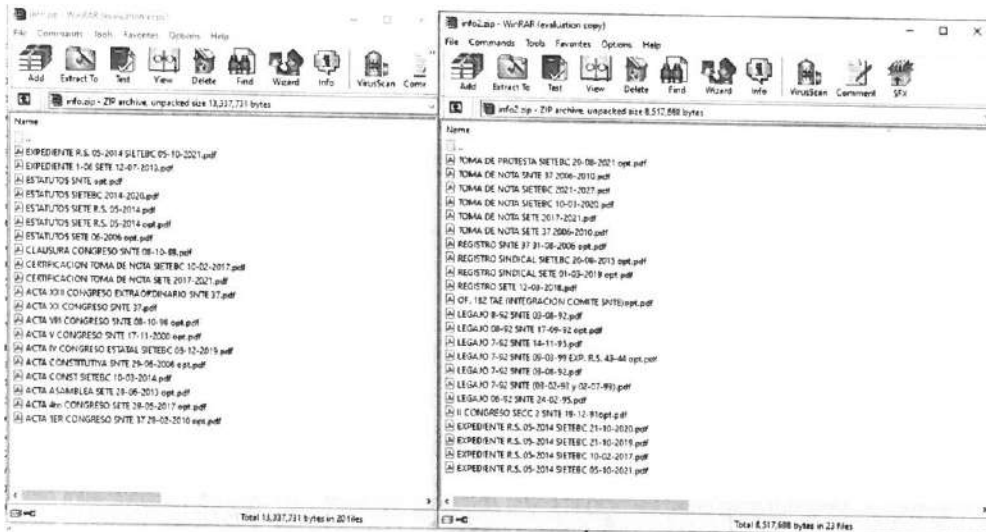 info.zip - WinRAR (evaluation copy)
File Commands Tools Favorites Options Help
Add Extract To Test View Delete Find Wizard Info VirusScan Comm
info.zip - ZIP archive, unpacked size 13,337,731 bytes
Name
..
EXPEDIENTE R.S. 05-2014 SIETEBC 05-10-2021.pdf
EXPEDIENTE 1-06 SETE 12-07-2013.pdf
ESTATUTOS SNTE opt.pdf
ESTATUTOS SIETEBC 2014-2020.pdf
ESTATUTOS SETE R.S. 05-2014.pdf
ESTATUTOS SETE R.S. 05-2014 opt.pdf
ESTATUTOS SETE 06-2006 opt.pdf
CLAUSURA CONGRESO SNTE 08-10-98.pdf
CERTIFICACION TOMA DE NOTA SIETEBC 10-02-2017.pdf
CERTIFICACION TOMA DE NOTA SETE 2017-2021.pdf
ACTA XXII CONGRESO EXTRAORDINARIO SNTE 37.pdf
ACTA XX CONGRESO SNTE 37.pdf
ACTA VIII CONGRESO SNTE 08-10-98 opt.pdf
ACTA V CONGRESO SNTE 17-11-2000 opt.pdf
ACTA IV CONGRESO ESTATAL SIETEBC 05-12-2019.pdf
ACTA CONSTITUTIVA SNTE 29-06-2006 opt.pdf
ACTA CONST SIETEBC 10-03-2014.pdf
ACTA ASAMBLEA SETE 28-06-2013 opt.pdf
ACTA 4to CONGRESO SETE 28-05-2017 opt.pdf
ACTA 1ER CONGRESO SNTE 37 28-02-2010 opt.pdf
Total 13,337,731 bytes in 20 files
info2.zip - WinRAR (evaluation copy)
File Commands Tools Favorites Options Help
Add Extract To Test View Delete Find Wizard Info VirusScan Comment SFX
info2.zip - ZIP archive, unpacked size 8,517,688 bytes
Name
..
TOMA DE PROTESTA SIETEBC 20-08-2021 opt.pdf
TOMA DE NOTA SNTE 37 2006-2010.pdf
TOMA DE NOTA SIETEBC 2021-2027.pdf
TOMA DE NOTA SIETEBC 10-03-2020.pdf
TOMA DE NOTA SETE 2017-2021.pdf
TOMA DE NOTA SETE 37 2006-2010.pdf
REGISTRO SNTE 37 31-08-2006 opt.pdf
REGISTRO SINDICAL SIETEBC 20-08-2013 opt.pdf
REGISTRO SINDICAL SETE 01-03-2019 opt.pdf
REGISTRO SETE 12-03-2018.pdf
OF. 182 TAE (INTEGRACION COMITE SNTE)opt.pdf
LEGAJO 8-92 SNTE 03-08-92.pdf
LEGAJO 08-92 SNTE 17-09-92 opt.pdf
LEGAJO 7-92 SNTE 14-11-95.pdf
LEGAJO 7-92 SNTE 09-03-99 EXP. R.S. 43-44 opt.pdf
LEGAJO 7-92 SNTE 03-08-92.pdf
LEGAJO 7-92 SNTE (08-02-93 y 02-07-99).pdf
LEGAJO 06-92 SNTE 24-02-95.pdf
II CONGRESO SECC 2 SNTE 18-12-91opt.pdf
EXPEDIENTE R.S. 05-2014 SIETEBC 21-10-2020.pdf
EXPEDIENTE R.S. 05-2014 SIETEBC 21-10-2019.pdf
EXPEDIENTE R.S. 05-2014 SIETEBC 10-02-2017.pdf
EXPEDIENTE R.S. 05-2014 SIETEBC 05-10-2021.pdf
Total 8,517,688 bytes in 23 files